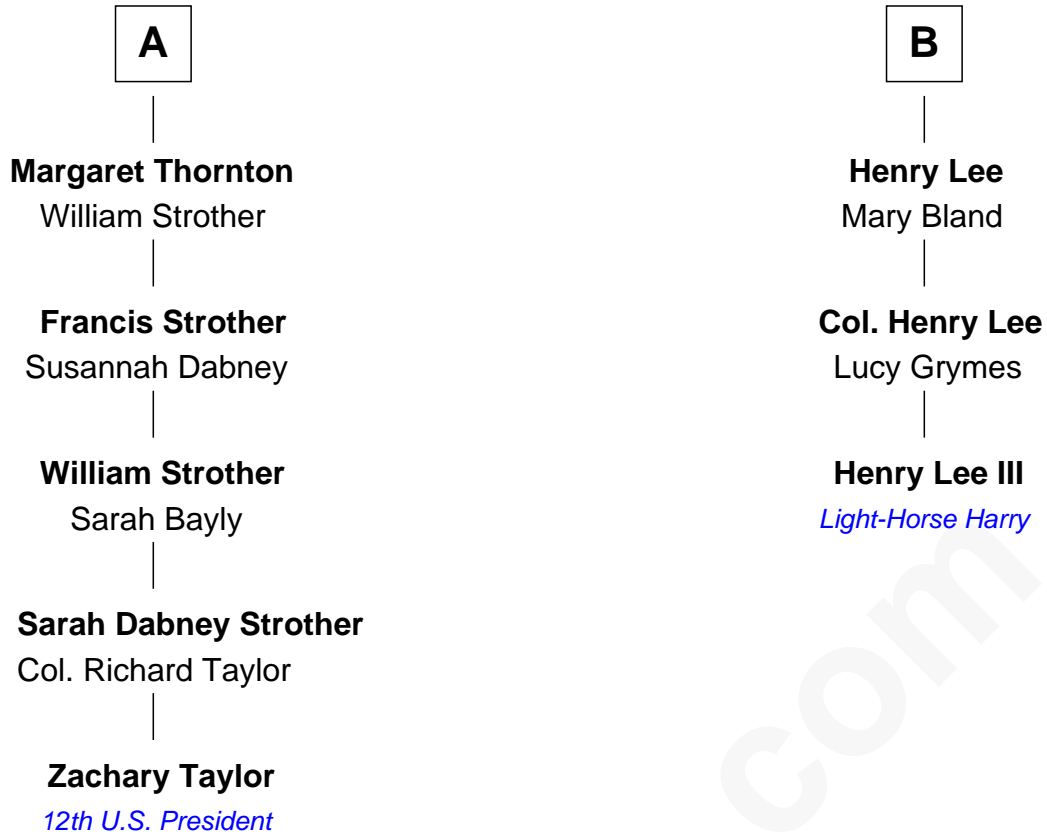 A
Margaret Thornton
William Strother
Francis Strother
Susannah Dabney
William Strother
Sarah Bayly
Sarah Dabney Strother
Col. Richard Taylor
Zachary Taylor
12th U.S. President
B
Henry Lee
Mary Bland
Col. Henry Lee
Lucy Grymes
Henry Lee III
Light-Horse Harry
com